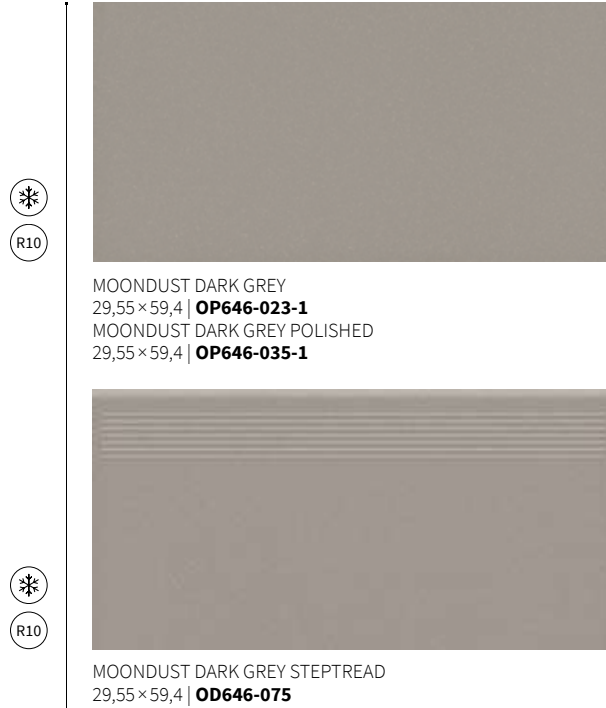 R10
MOONDUST DARK GREY
29,55×59,4 | OP646-023-1
MOONDUST DARK GREY POLISHED
29,55×59,4 | OP646-035-1
R10
MOONDUST DARK GREY STEPTREAD
29,55×59,4 | OD646-075